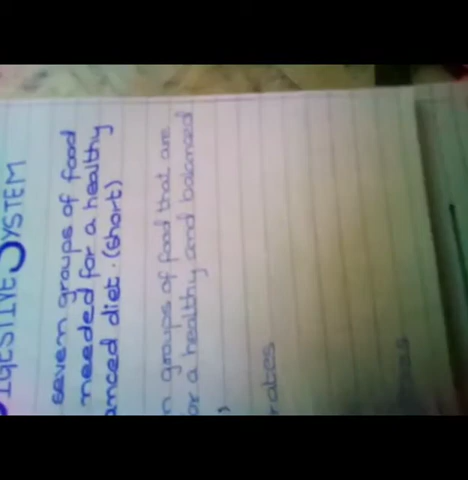 DIGESTIVE SYSTEM
seven groups of food
needed for a healthy
anced diet. (short)
n groups of food that are
or a healthy and balanced
rates